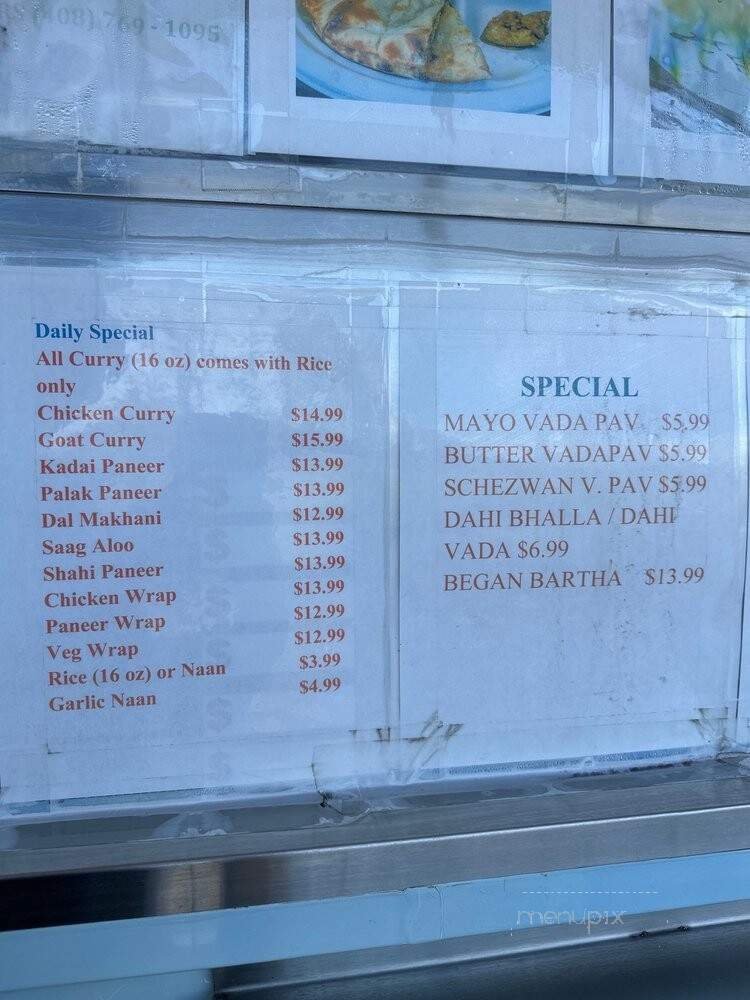 (408) 769 - 1095
Daily Special
All Curry (16 oz) comes with Rice
only
Chicken Curry $14.99
Goat Curry $15.99
Kadai Paneer $13.99
Palak Paneer $13.99
Dal Makhani $12.99
Saag Aloo $13.99
Shahi Paneer $13.99
Chicken Wrap $13.99
Paneer Wrap $12.99
Veg Wrap $12.99
Rice (16 oz) or Naan $3.99
Garlic Naan $4.99
SPECIAL
MAYO VADA PAV $5.99
BUTTER VADAPAV $5.99
SCHEZWAN V. PAV $5.99
DAHI BHALLA / DAHI
VADA $6.99
BEGAN BARTHA $13.99
menupix